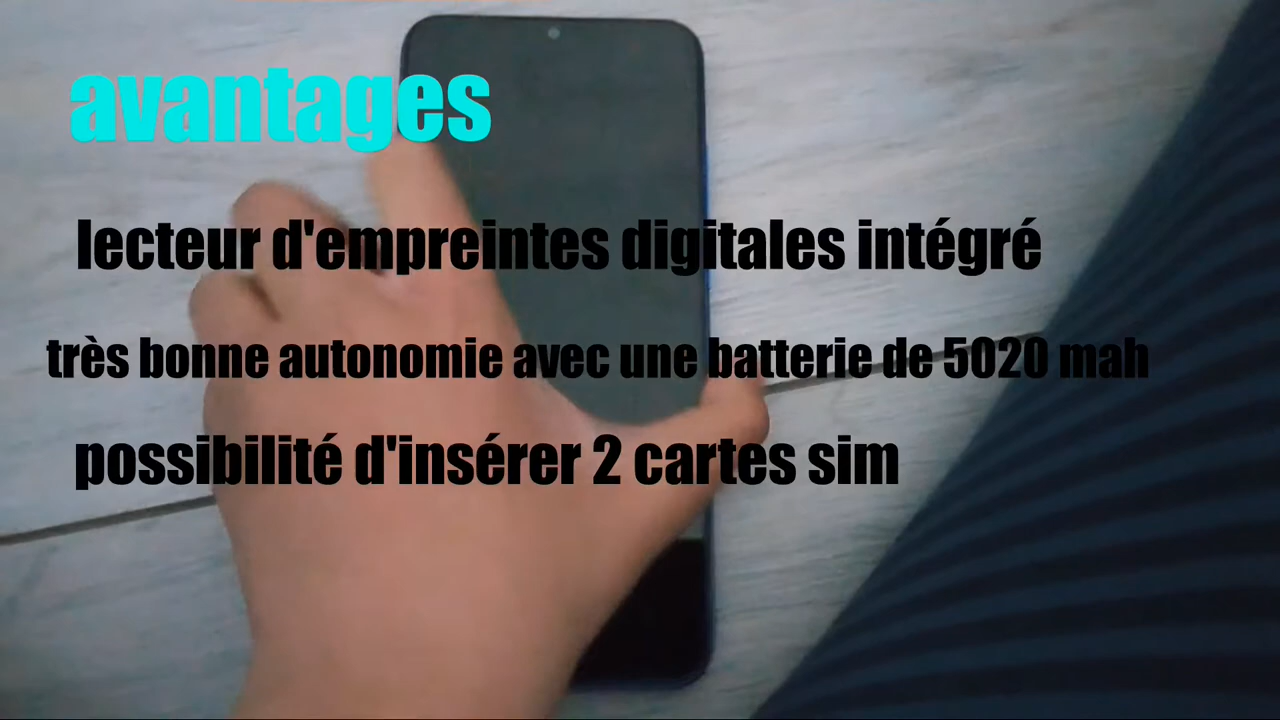 avantages
lecteur d'empreintes digitales intégré
très bonne autonomie avec une batterie de 5020 mah
possibilité d'insérer 2 cartes sim